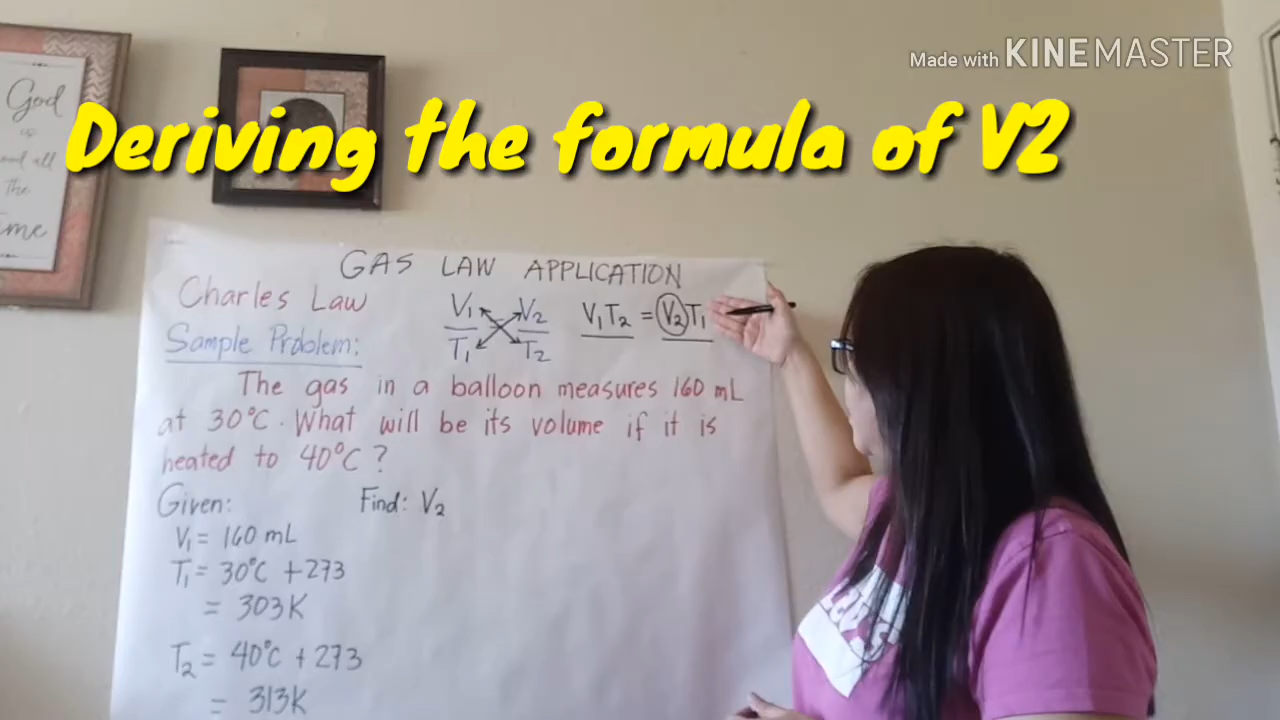 Made with KINEMASTER
Deriving the formula of V2
God
is
the
GAS LAW APPLICATION
Charles Law
V₁ V₂
T₁ T₂
V₁T₂ = V₂T₁
Sample Problem:
The gas in a balloon measures 160 mL
at 30°C. What will be its volume if it is
heated to 40°C?
Given: Find: V₂
V₁ = 160 mL
T₁ = 30°C + 273
= 303K
T₂ = 40°C + 273
= 313K